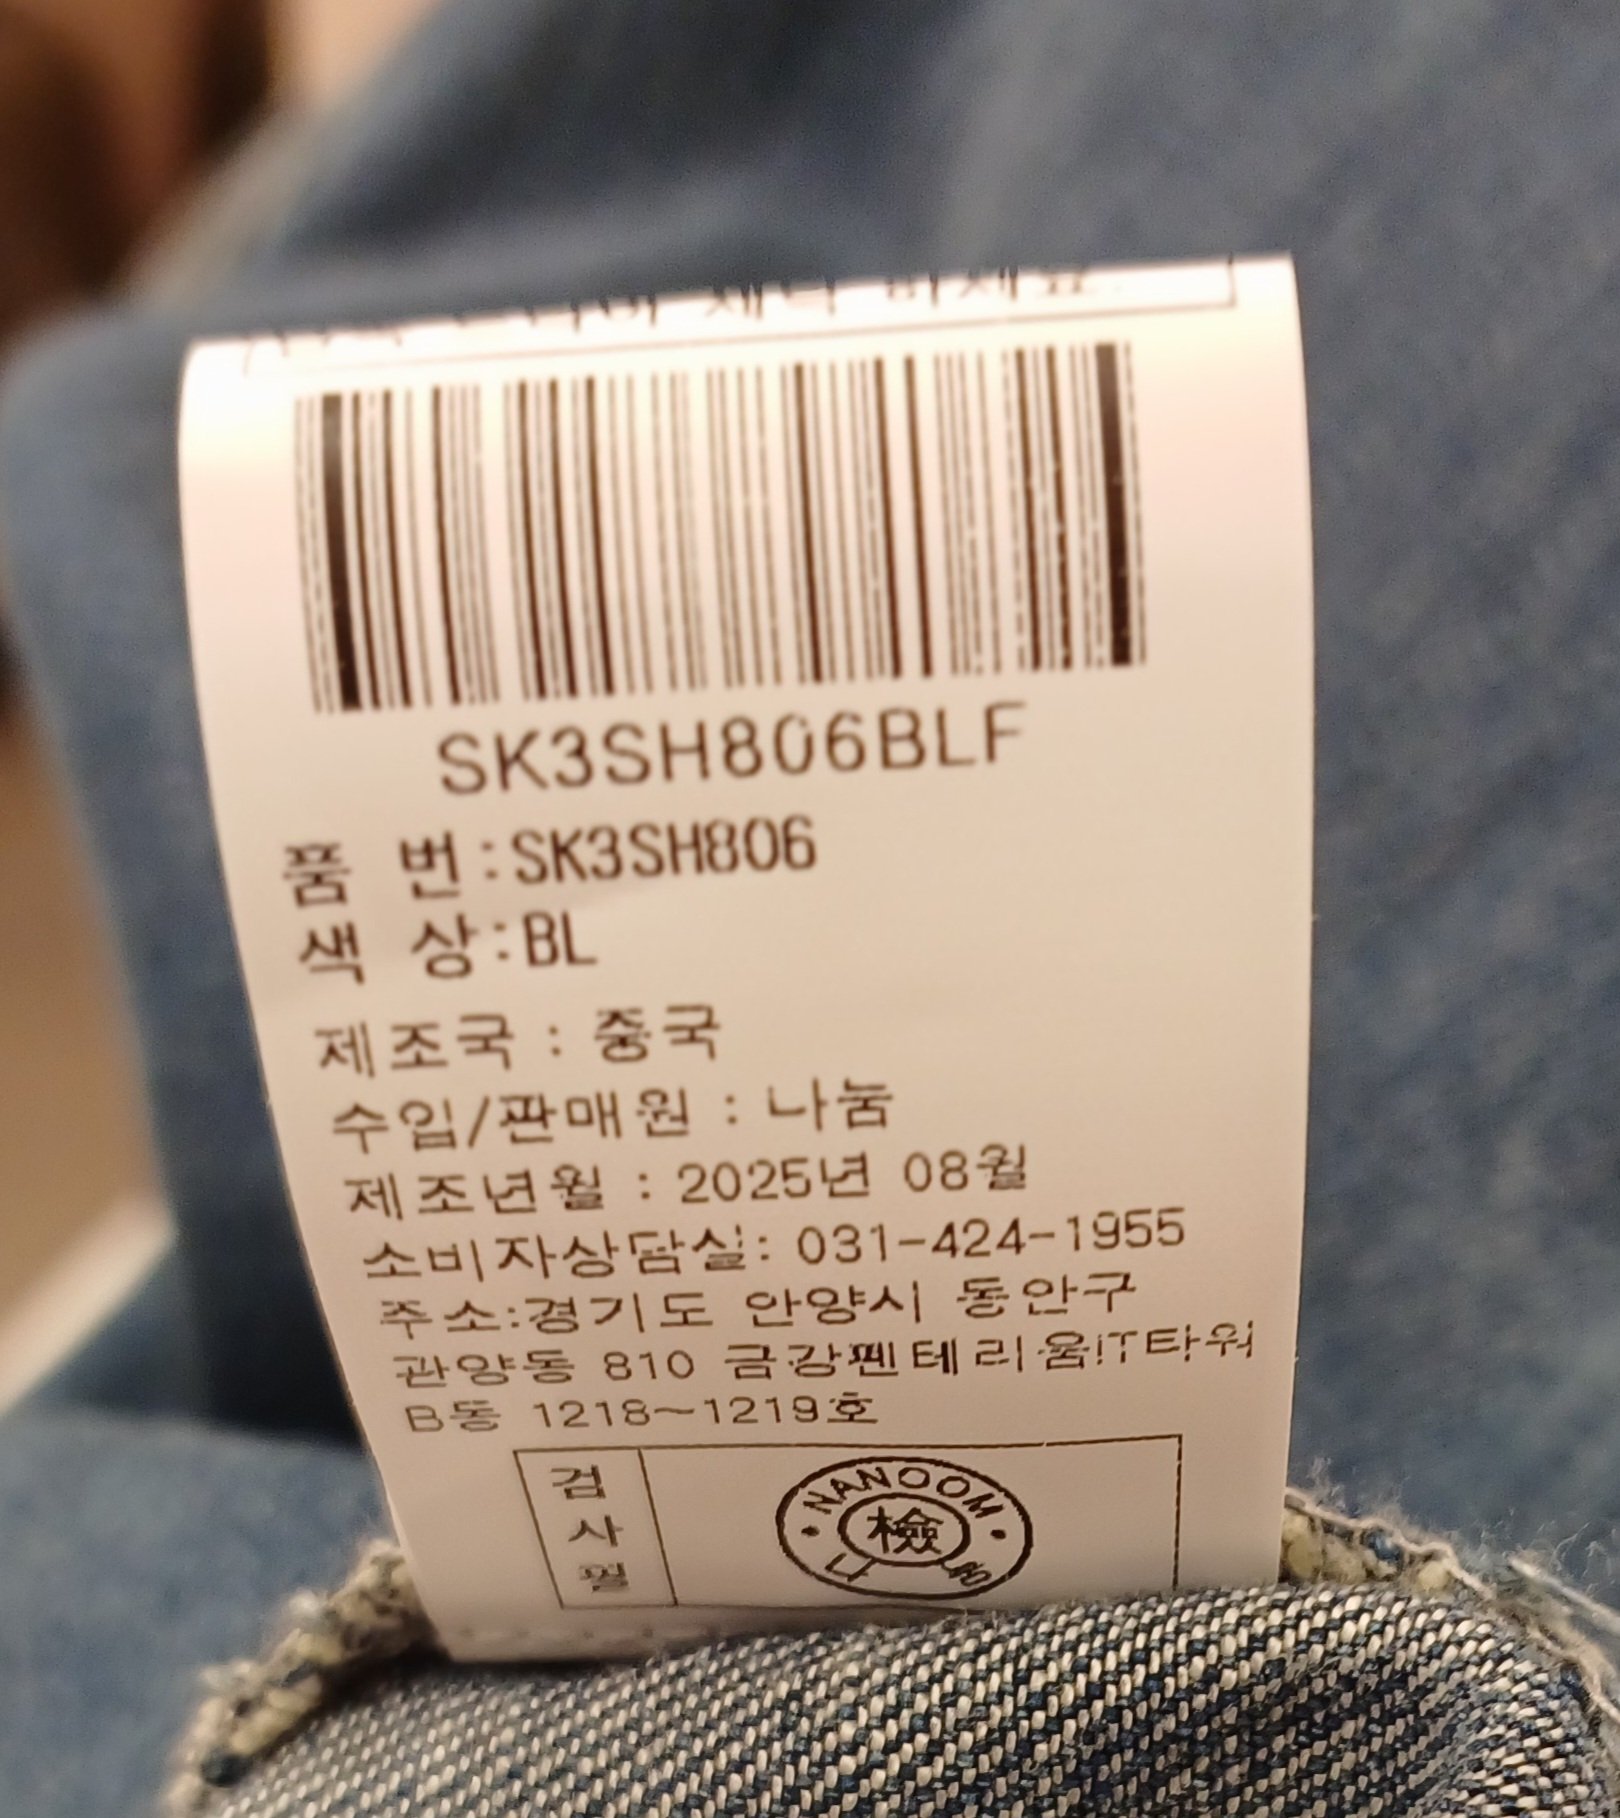 하세요.
SK3SH806BLF
품 번:SK3SH806
색 상:BL
제조국 : 중국
수입/판매원 : 나눔
제조년월 : 2025년 08월
소비자상담실: 031-424-1955
주소:경기도 안양시 동안구
관양동 810 금강펜테리움IT타워
B동 1218~1219호
검사필
NANOOM
檢
나눔